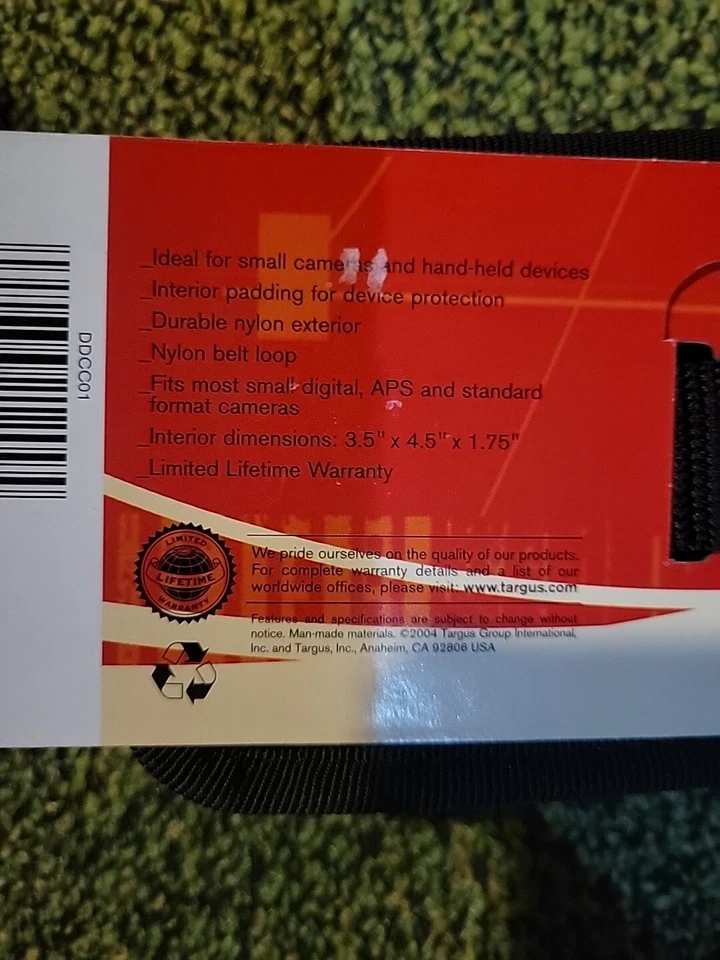 _Ideal for small cameras and hand-held devices
_Interior padding for device protection
_Durable nylon exterior
_Nylon belt loop
_Fits most small digital, APS and standard
format cameras
_Interior dimensions: 3.5" x 4.5" x 1.75"
_Limited Lifetime Warranty
DDCC01
LIMITED
LIFETIME
WARRANTY
We pride ourselves on the quality of our products.
For complete warranty details and a list of our
worldwide offices, please visit: www.targus.com
Features and specifications are subject to change without
notice. Man-made materials. ©2004 Targus Group International,
Inc. and Targus, Inc., Anaheim, CA 92806 USA